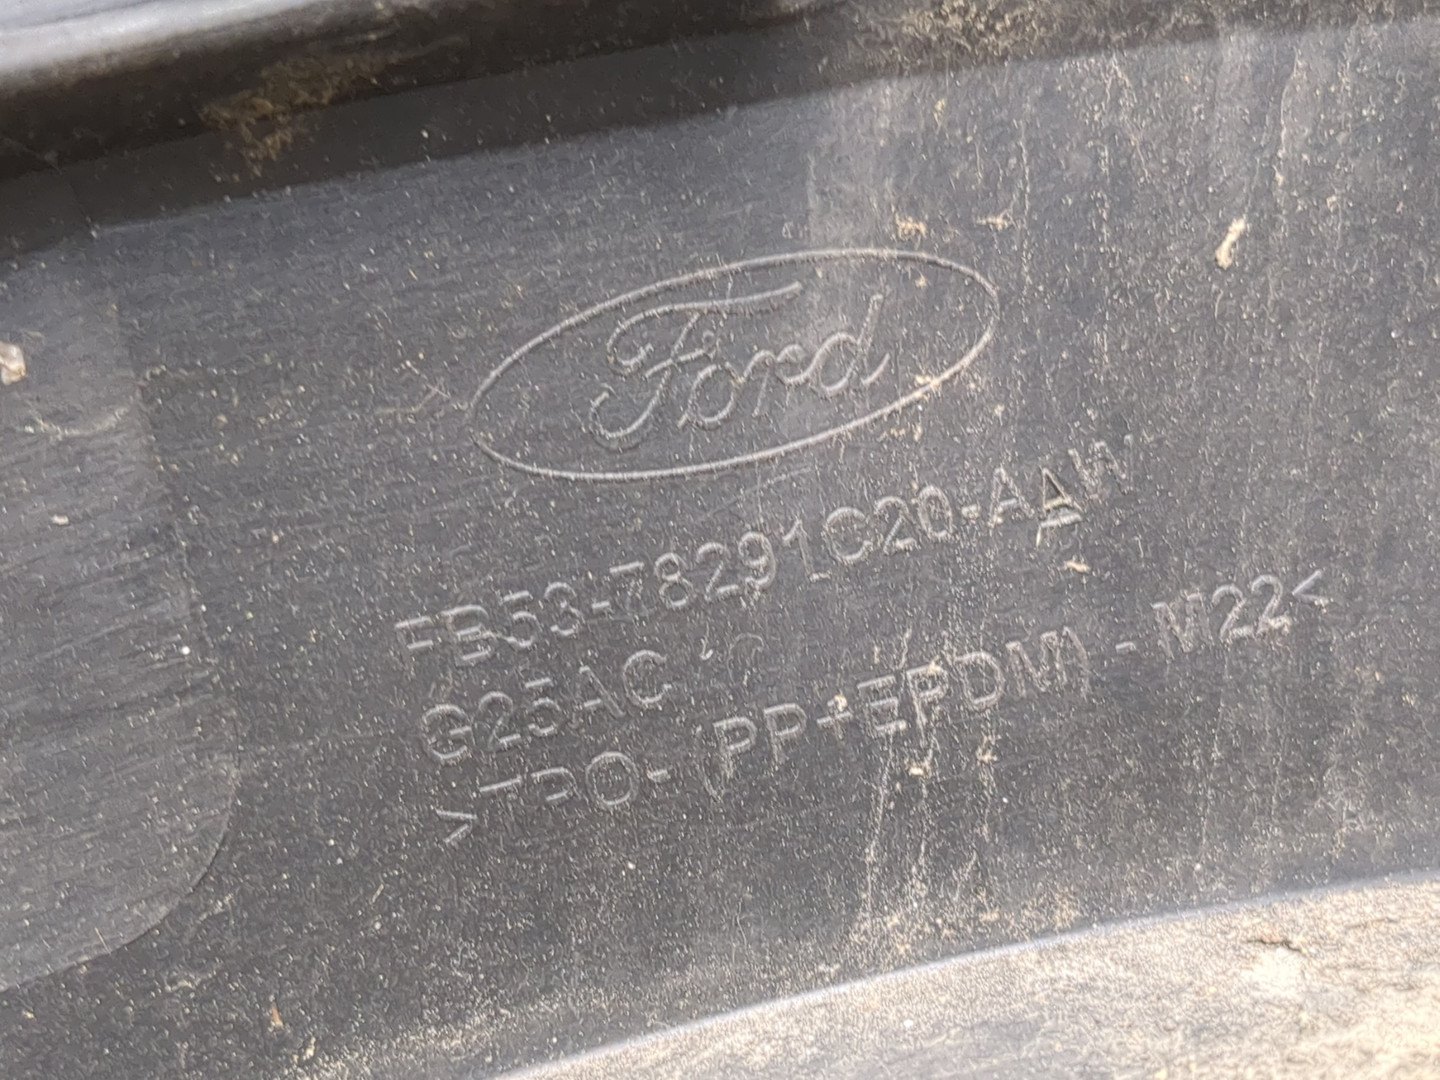 Ford
FB53-78291C20-AAW
G25AC
>TPO- (PP+EPDM) - M22<